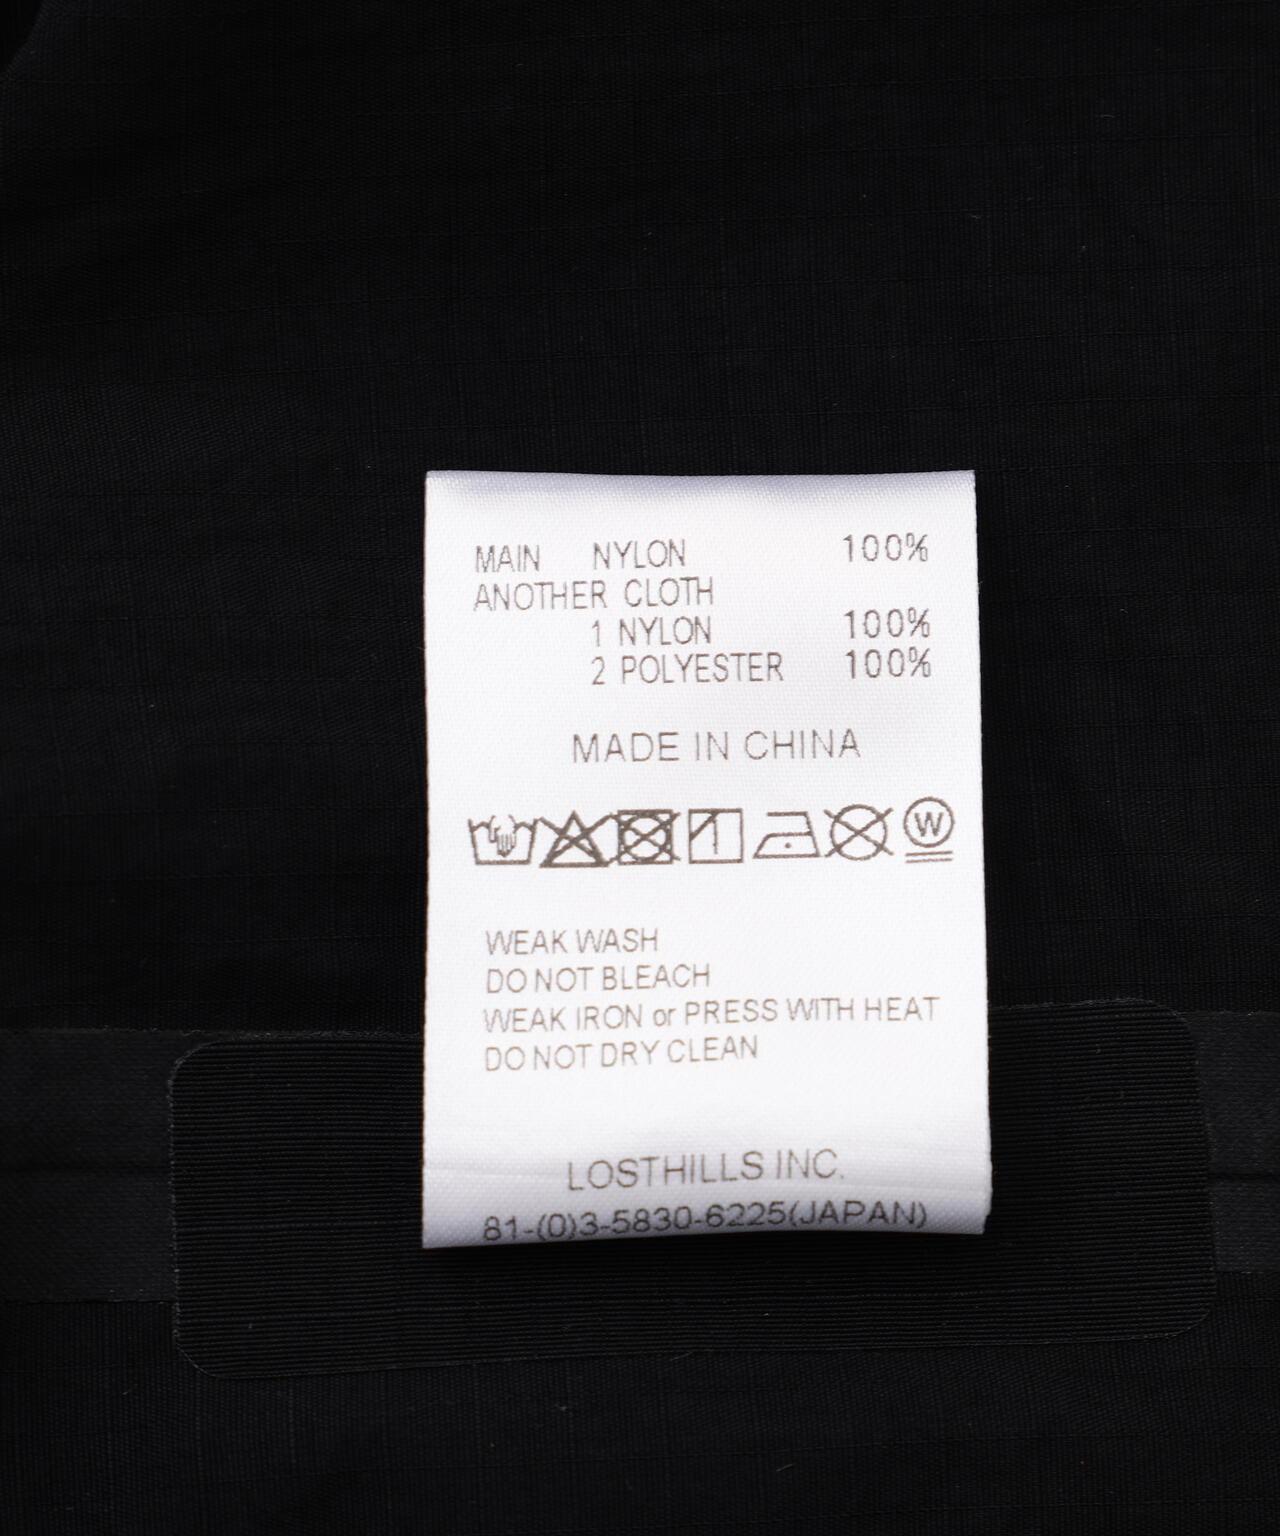 MAIN NYLON 100%
ANOTHER CLOTH
1 NYLON 100%
2 POLYESTER 100%
MADE IN CHINA
W
WEAK WASH
DO NOT BLEACH
WEAK IRON or PRESS WITH HEAT
DO NOT DRY CLEAN
LOSTHILLS INC.
81-(0)3-5830-6225(JAPAN)